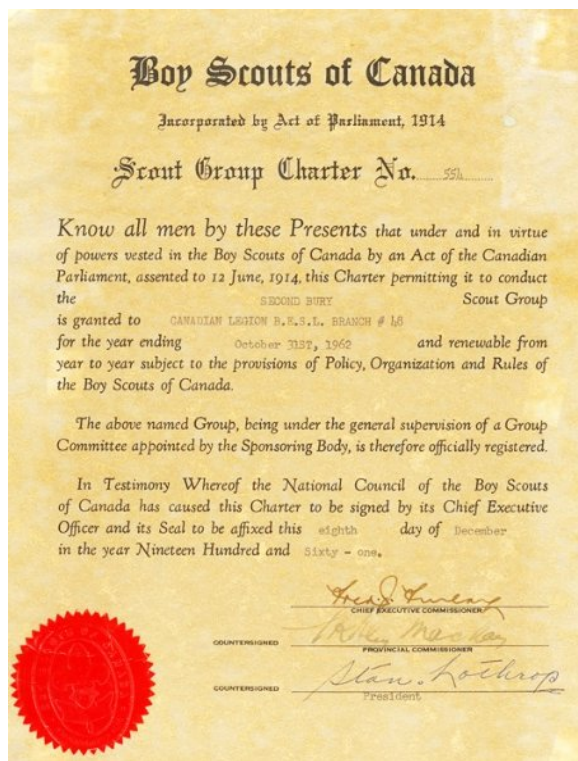 Boy Scouts of Canada
Incorporated by Act of Parliament, 1914
Scout Group Charter No. 556
Know all men by these Presents that under and in virtue
of powers vested in the Boy Scouts of Canada by an Act of the Canadian
Parliament, assented to 12 June, 1914, this Charter permitting it to conduct
the SECOND BURY Scout Group
is granted to CANADIAN LEGION B.E.S.L. BRANCH # 48
for the year ending October 31ST, 1962 and renewable from
year to year subject to the provisions of Policy, Organization and Rules of
the Boy Scouts of Canada.
The above named Group, being under the general supervision of a Group
Committee appointed by the Sponsoring Body, is therefore officially registered.
In Testimony Whereof the National Council of the Boy Scouts
of Canada has caused this Charter to be signed by its Chief Executive
Officer and its Seal to be affixed this eighth day of December
in the year Nineteen Hundred and Sixty - one.
Fred. J. Finlay
CHIEF EXECUTIVE COMMISSIONER
COUNTERSIGNED
PROVINCIAL COMMISSIONER
COUNTERSIGNED Stan. Lothrop
President